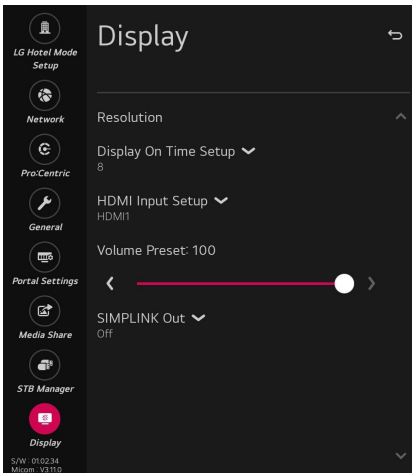 LG Hotel Mode
Setup
Network
Pro:Centric
General
Portal Settings
Media Share
STB Manager
Display
S/W : 01.02.34
Micom : V3.11.0
Display
Resolution
Display On Time Setup
8
HDMI Input Setup
HDMI1
Volume Preset: 100
SIMPLINK Out
Off